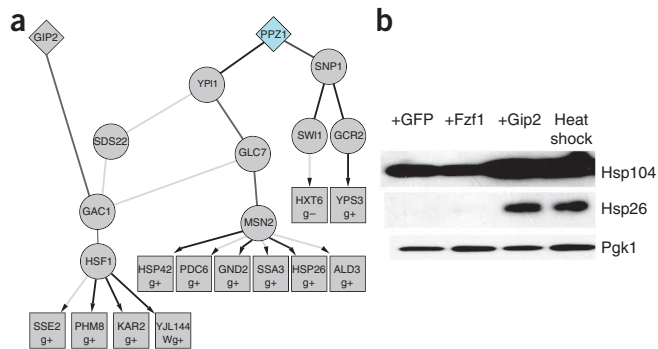 a
b
GIP2
PPZ1
YPI1
SNP1
SDS22
GLC7
SWI1
GCR2
GAC1
HXT6
g−
YPS3
g+
MSN2
HSF1
HSP42
g+
PDC6
g+
GND2
g+
SSA3
g+
HSP26
g+
ALD3
g+
SSE2
g+
PHM8
g+
KAR2
g+
YJL144
Wg+
+GFP +Fzf1 +Gip2 Heat
shock
Hsp104
Hsp26
Pgk1